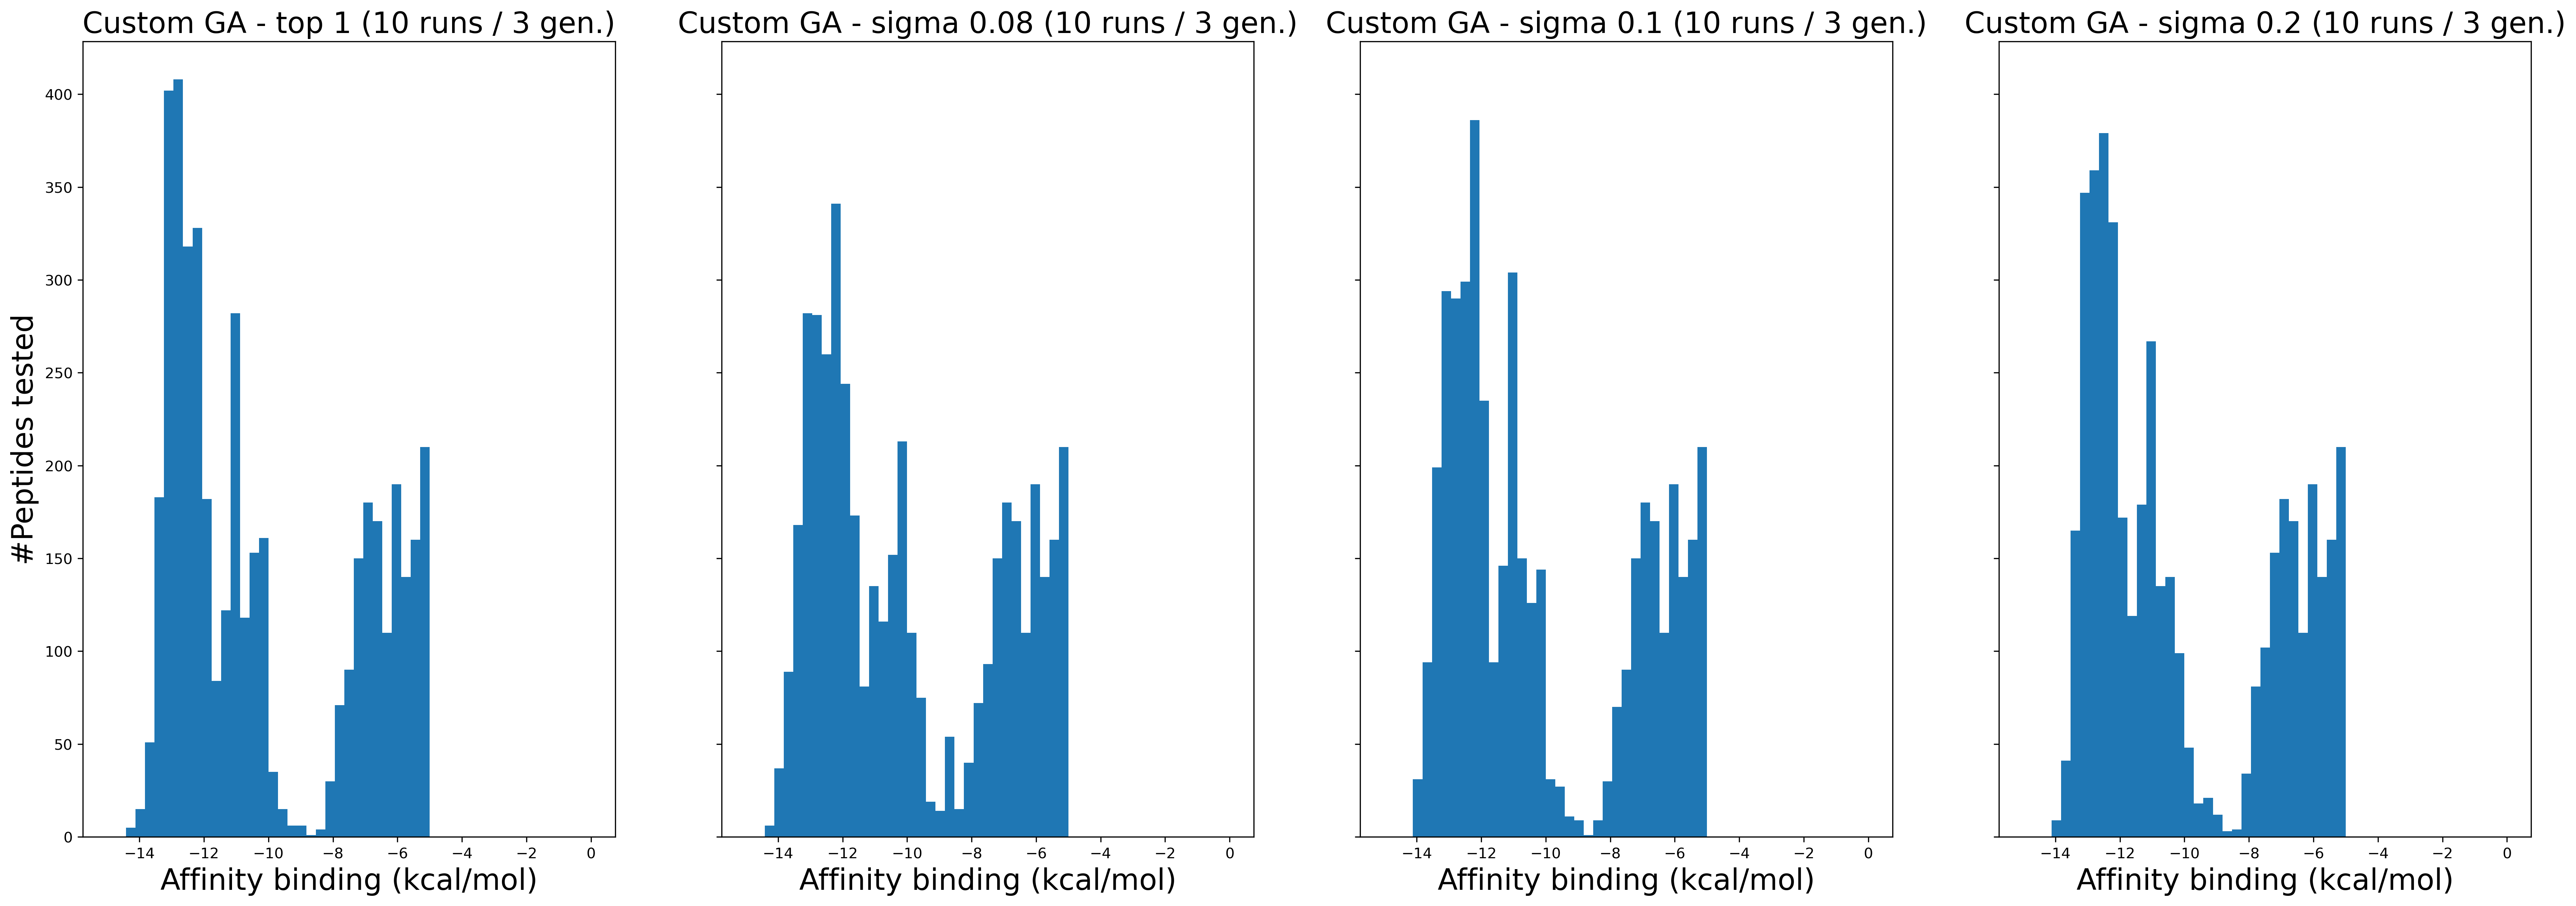 Custom GA - top 1 (10 runs / 3 gen.)
Custom GA - sigma 0.08 (10 runs / 3 gen.)
Custom GA - sigma 0.1 (10 runs / 3 gen.)
Custom GA - sigma 0.2 (10 runs / 3 gen.)
#Peptides tested
400
350
300
250
200
150
100
50
0
−14 −12 −10 −8 −6 −4 −2 0
−14 −12 −10 −8 −6 −4 −2 0
−14 −12 −10 −8 −6 −4 −2 0
−14 −12 −10 −8 −6 −4 −2 0
Affinity binding (kcal/mol)
Affinity binding (kcal/mol)
Affinity binding (kcal/mol)
Affinity binding (kcal/mol)